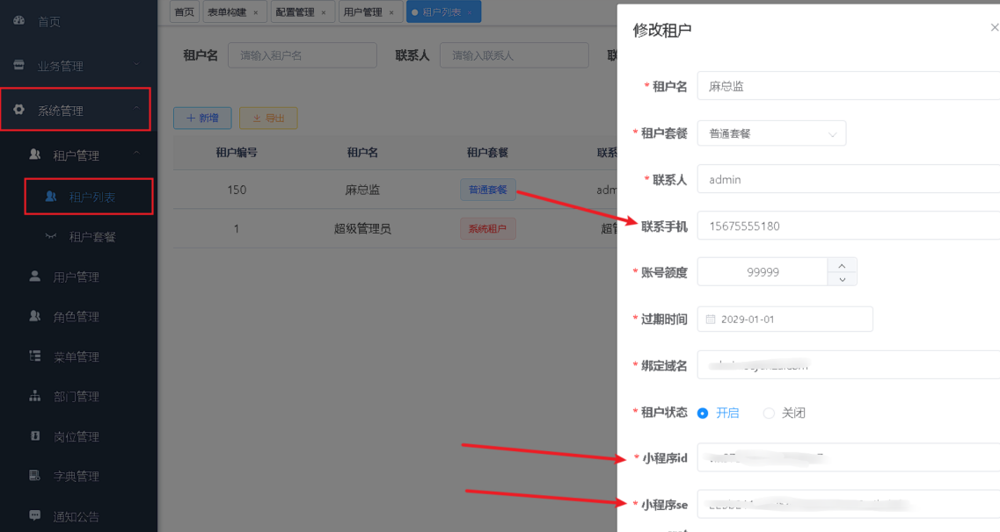 首页
业务管理
系统管理
租户管理
租户列表
租户套餐
用户管理
角色管理
菜单管理
部门管理
岗位管理
字典管理
通知公告
首页 表单构建 × 配置管理 × 用户管理 × 租户列表 ×
租户名 请输入租户名 联系人 请输入联系人
+ 新增 导出
租户编号 租户名 租户套餐 联系
150 麻总监 普通套餐 adm
1 超级管理员 系统租户 超管
修改租户 ×
* 租户名 麻总监
* 租户套餐 普通套餐
* 联系人 admin
* 联系手机 15675555180
* 账号额度 99999
* 过期时间 2029-01-01
* 绑定域名
* 租户状态 开启 关闭
* 小程序id
* 小程序se